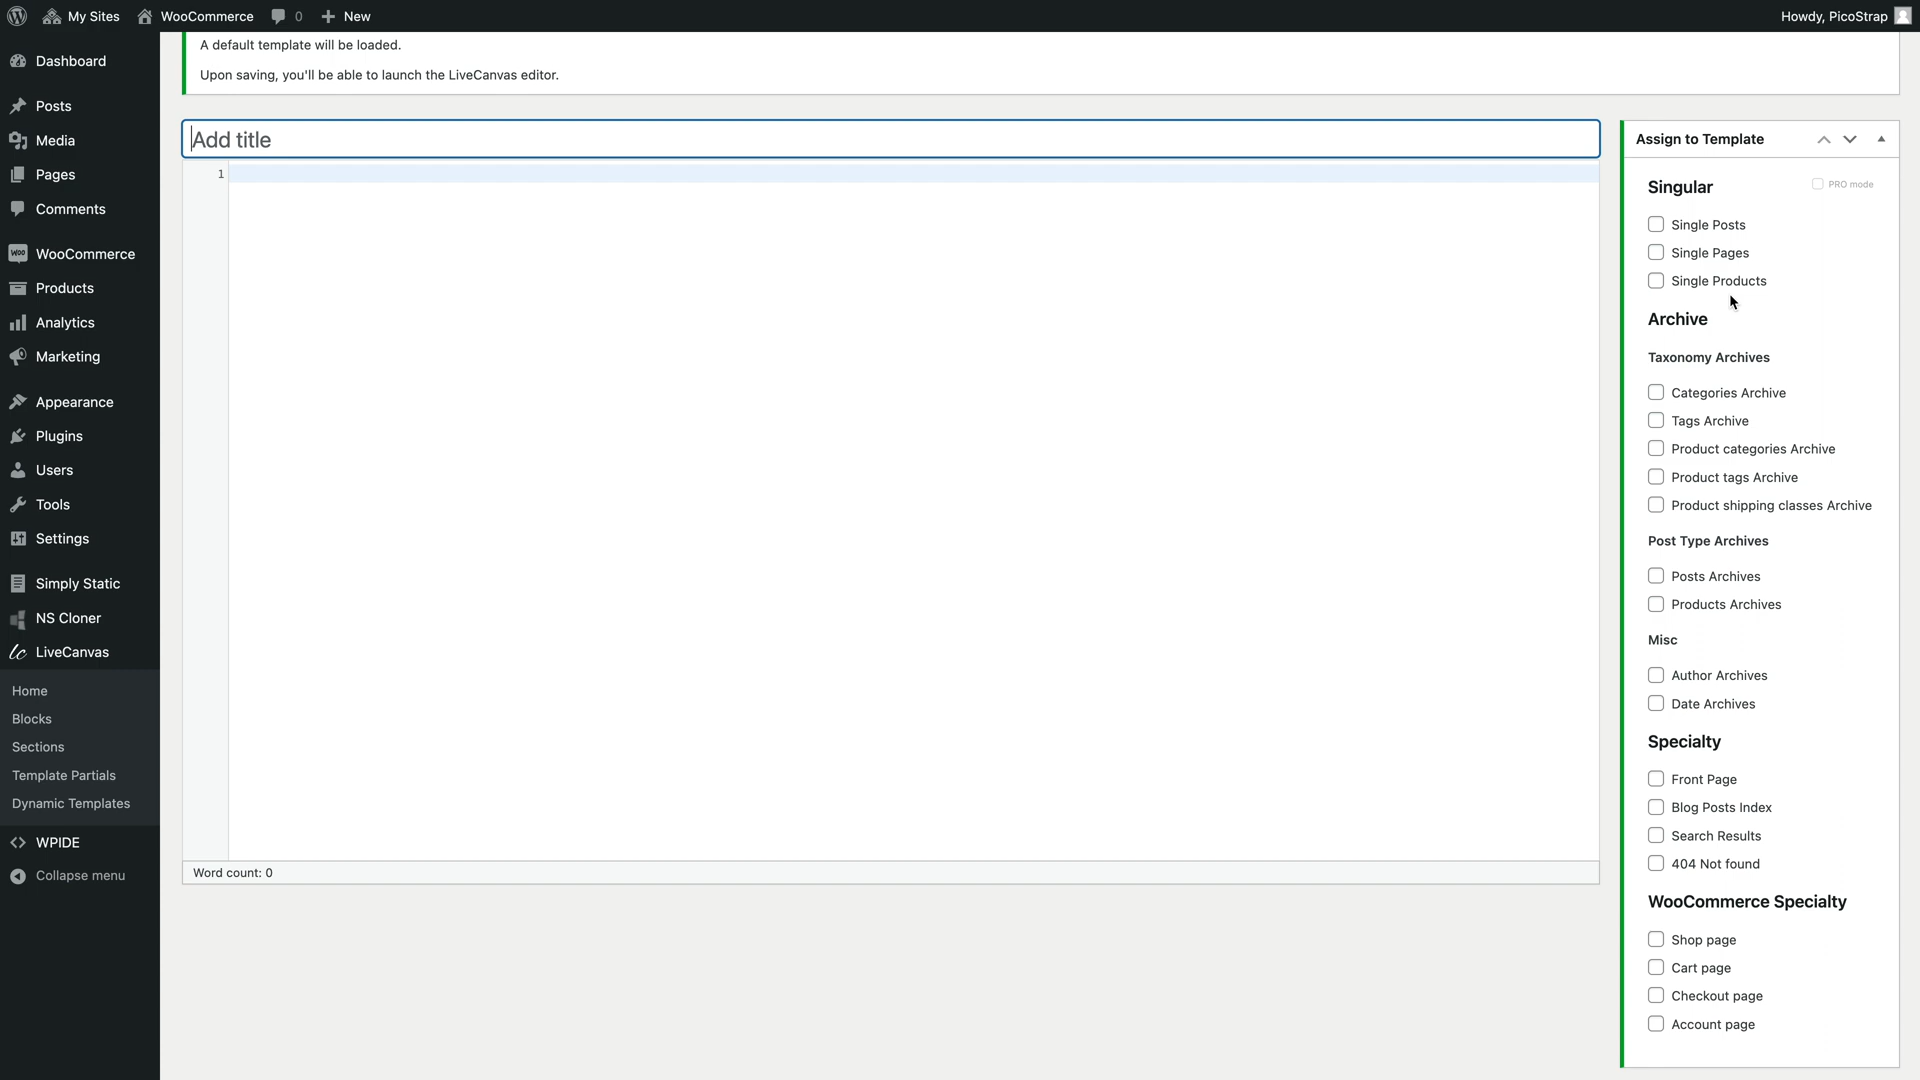 My Sites
WooCommerce
0
New
Howdy, PicoStrap
Dashboard
Posts
Media
Pages
Comments
WooCommerce
Products
Analytics
Marketing
Appearance
Plugins
Users
Tools
Settings
Simply Static
NS Cloner
LiveCanvas
Home
Blocks
Sections
Template Partials
Dynamic Templates
WPIDE
Collapse menu
A default template will be loaded.
Upon saving, you'll be able to launch the LiveCanvas editor.
Add title
1
Word count: 0
Assign to Template
Singular
PRO mode
Single Posts
Single Pages
Single Products
Archive
Taxonomy Archives
Categories Archive
Tags Archive
Product categories Archive
Product tags Archive
Product shipping classes Archive
Post Type Archives
Posts Archives
Products Archives
Misc
Author Archives
Date Archives
Specialty
Front Page
Blog Posts Index
Search Results
404 Not found
WooCommerce Specialty
Shop page
Cart page
Checkout page
Account page